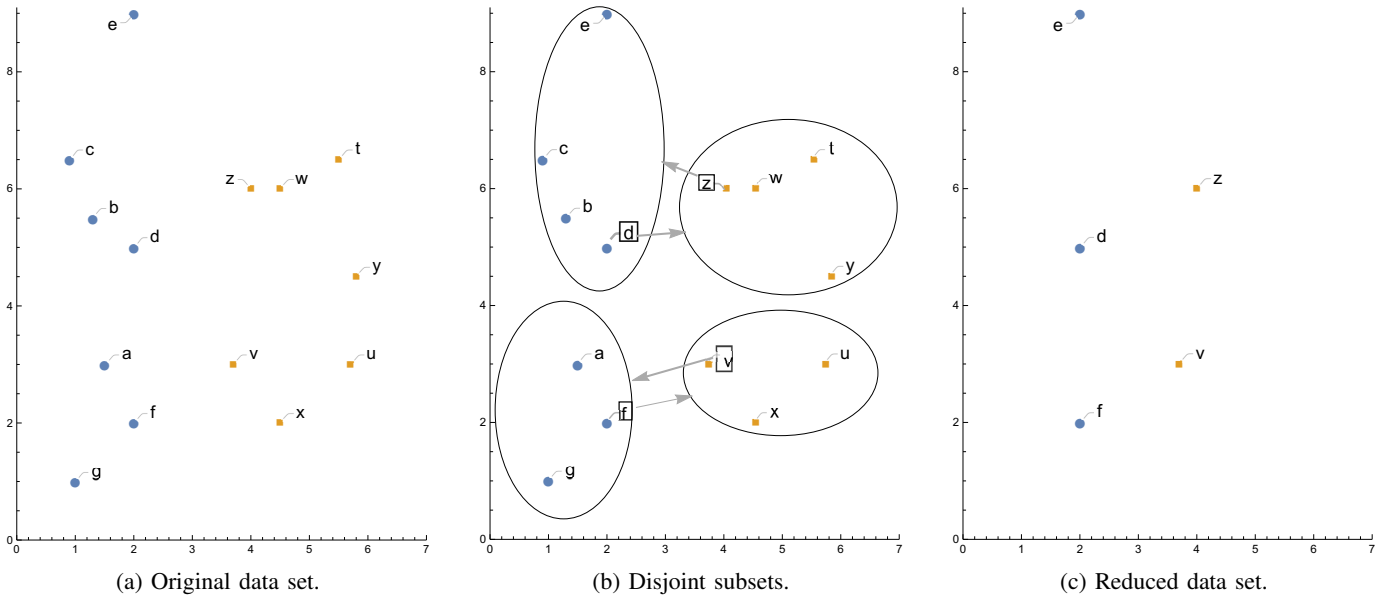 e
8
c
t
z
w
6
b
d
y
4
a
v
u
f
x
2
g
0
0 1 2 3 4 5 6 7
(a) Original data set.
e
8
c
t
z
w
6
b
d
y
4
a
v
u
f
x
2
g
0
0 1 2 3 4 5 6 7
(b) Disjoint subsets.
e
8
z
6
d
4
v
f
2
0
0 1 2 3 4 5 6 7
(c) Reduced data set.